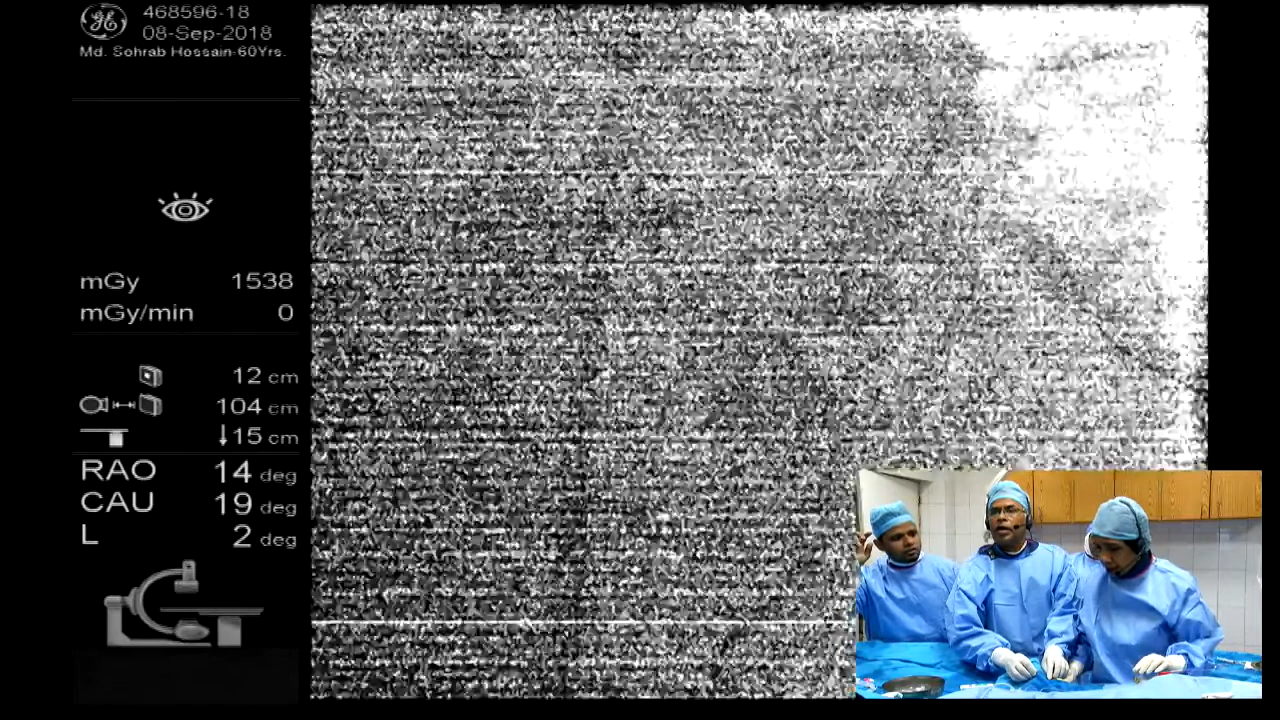 468596-18
08-Sep-2018
Md. Sohrab Hossain-60Yrs.
mGy 1538
mGy/min 0
12 cm
104 cm
↓15 cm
RAO 14 deg
CAU 19 deg
L 2 deg